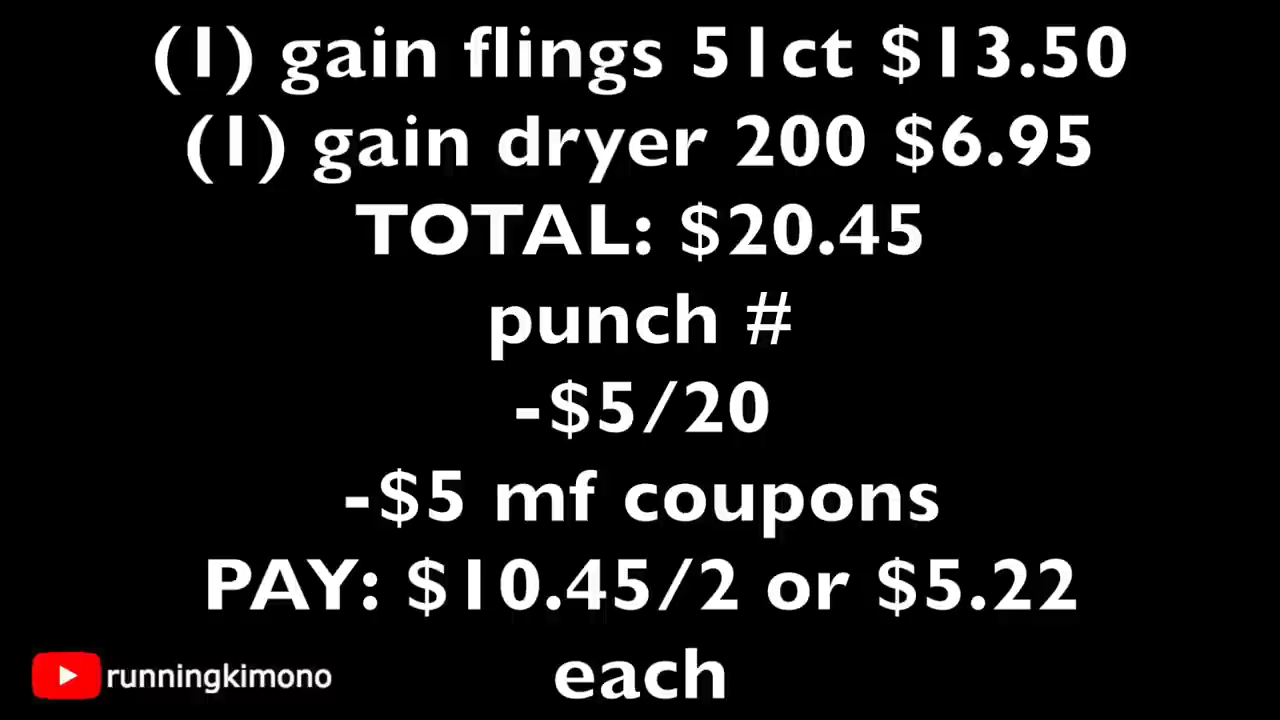 (1) gain flings 51ct $13.50
(1) gain dryer 200 $6.95
TOTAL: $20.45
punch #
-$5/20
-$5 mf coupons
PAY: $10.45/2 or $5.22
each
runningkimono